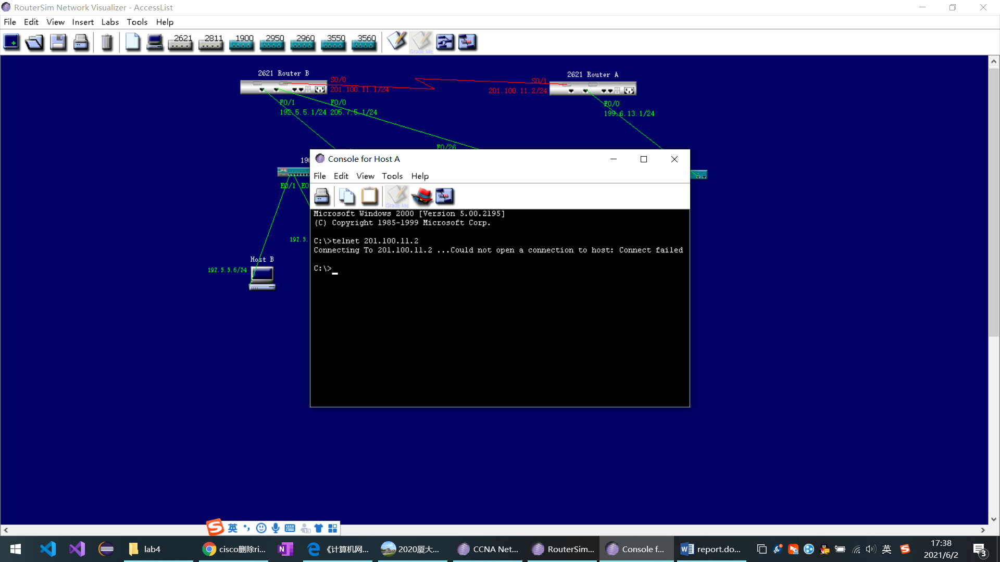 RouterSim Network Visualizer - AccessList
File Edit View Insert Labs Tools Help
2621 2811 1900 2950 2960 3550 3560
Grade Me
2621 Router B
2621 Router A
S0/0
S0/1
201.100.11.1/24
201.100.11.2/24
F0/1
F0/0
F0/0
192.5.5.1/24 205.7.5.1/24
199.6.13.1/24
F0/26
Console for Host A
File Edit View Tools Help
Grade Me
E0/1
Microsoft Windows 2000 [Version 5.00.2195]
(C) Copyright 1985-1999 Microsoft Corp.
C:\>telnet 201.100.11.2
Connecting To 201.100.11.2 ...Could not open a connection to host: Connect failed
C:\>
192.5.
Host B
192.5.5.6/24
英
lab4
cisco删除ri...
《计算机网...
2020厦大...
CCNA Net...
RouterSim...
Console f...
report.do...
英
17:38
2021/6/2
3